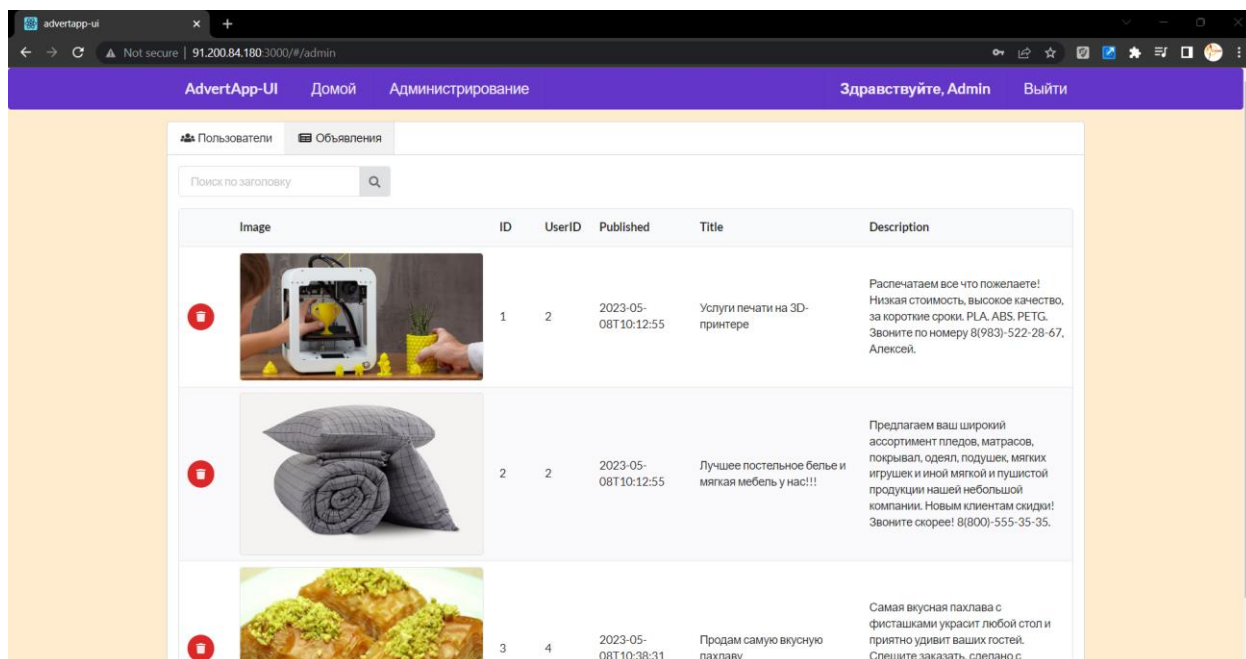 advertapp-ui
Not secure | 91.200.84.180:3000/#/admin
AdvertApp-UI Домой Администрирование Здравствуйте, Admin Выйти
Пользователи Объявления
Поиск по заголовку
Image ID UserID Published Title Description
1 2
2023-05-
08T10:12:55
Услуги печати на 3D-
принтере
Распечатаем все что пожелаете!
Низкая стоимость, высокое качество,
за короткие сроки. PLA. ABS. PETG.
Звоните по номеру 8(983)-522-28-67,
Алексей.
2 2
2023-05-
08T10:12:55
Лучшее постельное белье и
мягкая мебель у нас!!!
Предлагаем ваш широкий
ассортимент пледов, матрасов,
покрывал, одеял, подушек, мягких
игрушек и иной мягкой и пушистой
продукции нашей небольшой
компании. Новым клиентам скидки!
Звоните скорее! 8(800)-555-35-35.
3 4
2023-05-
08T10:38:31
Продам самую вкусную
пахлаву
Самая вкусная пахлава с
фисташками украсит любой стол и
приятно удивит ваших гостей.
Спешите заказать, сделано с